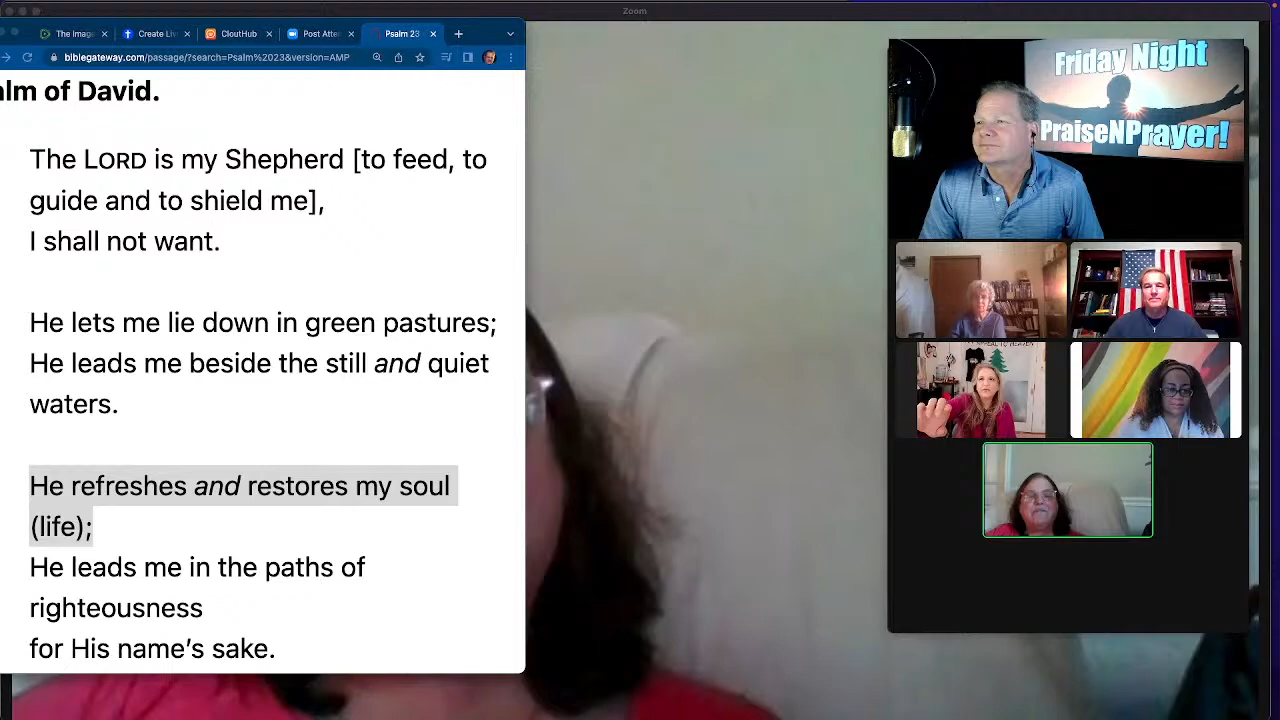 Zoom
The Image
Create Liv
CloutHub
Post Atte
Psalm 23
biblegateway.com/passage/?search=Psalm%2023&version=AMP
alm of David.
The LORD is my Shepherd [to feed, to
guide and to shield me],
I shall not want.
He lets me lie down in green pastures;
He leads me beside the still and quiet
waters.
He refreshes and restores my soul
(life);
He leads me in the paths of
righteousness
for His name’s sake.
Friday Night
PraiseNPrayer!